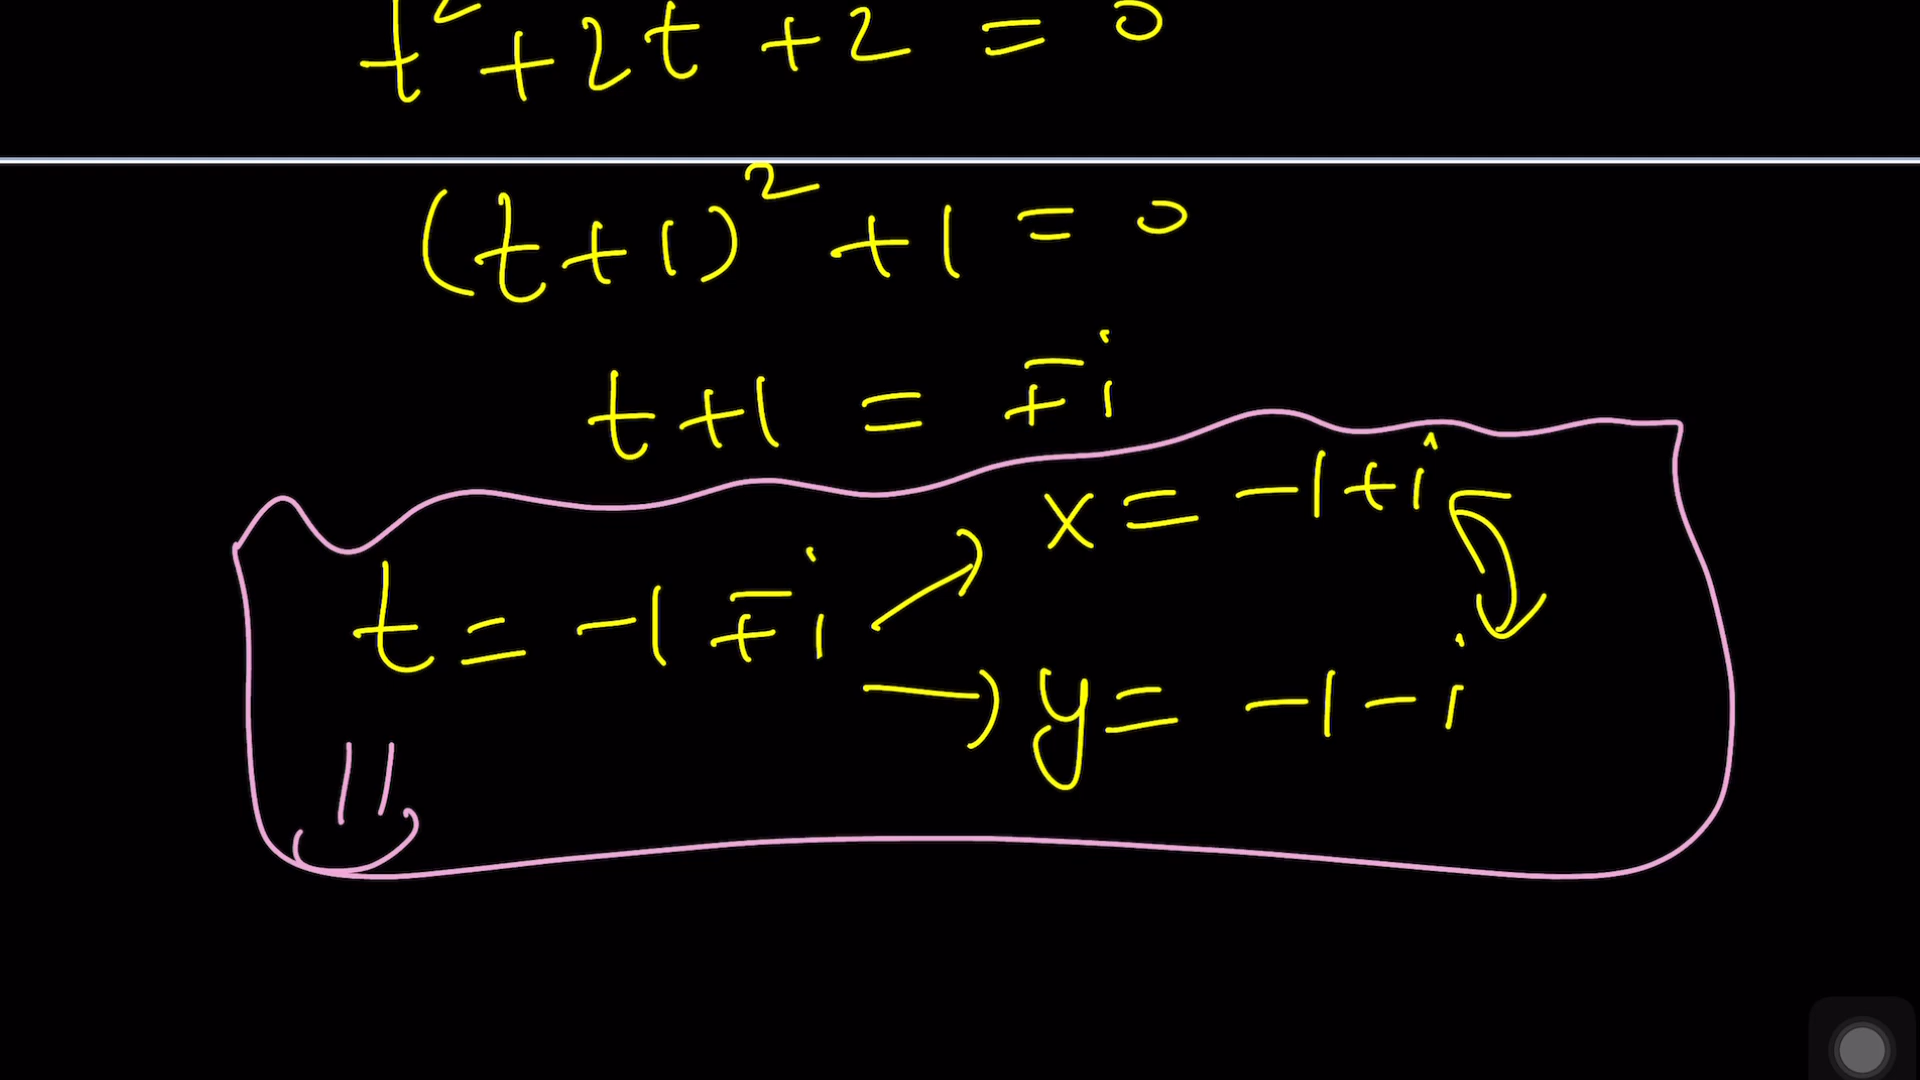 t² + 2t + 2 = 0
(t + 1)² + 1 = 0
t + 1 = ∓i
x = -1 + i
t = -1 ∓ i
y = -1 - i